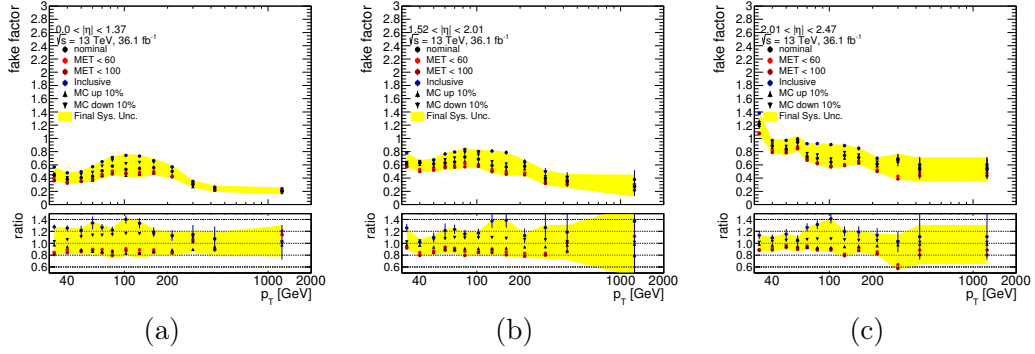 fake factor
3
2.8
2.6
2.4
2.2
2
1.8
1.6
1.4
1.2
1
0.8
0.6
0.4
0.2
0
0.0 < |η| < 1.37
√s = 13 TeV, 36.1 fb⁻¹
nominal
MET < 60
MET < 100
Inclusive
MC up 10%
MC down 10%
Final Sys. Unc.
ratio
1.4
1.2
1.0
0.8
0.6
40 100 200 1000 2000
p_T [GeV]
(a)
fake factor
3
2.8
2.6
2.4
2.2
2
1.8
1.6
1.4
1.2
1
0.8
0.6
0.4
0.2
0
1.52 < |η| < 2.01
√s = 13 TeV, 36.1 fb⁻¹
nominal
MET < 60
MET < 100
Inclusive
MC up 10%
MC down 10%
Final Sys. Unc.
ratio
1.4
1.2
1.0
0.8
0.6
40 100 200 1000 2000
p_T [GeV]
(b)
fake factor
3
2.8
2.6
2.4
2.2
2
1.8
1.6
1.4
1.2
1
0.8
0.6
0.4
0.2
0
2.01 < |η| < 2.47
√s = 13 TeV, 36.1 fb⁻¹
nominal
MET < 60
MET < 100
Inclusive
MC up 10%
MC down 10%
Final Sys. Unc.
ratio
1.4
1.2
1.0
0.8
0.6
40 100 200 1000 2000
p_T [GeV]
(c)